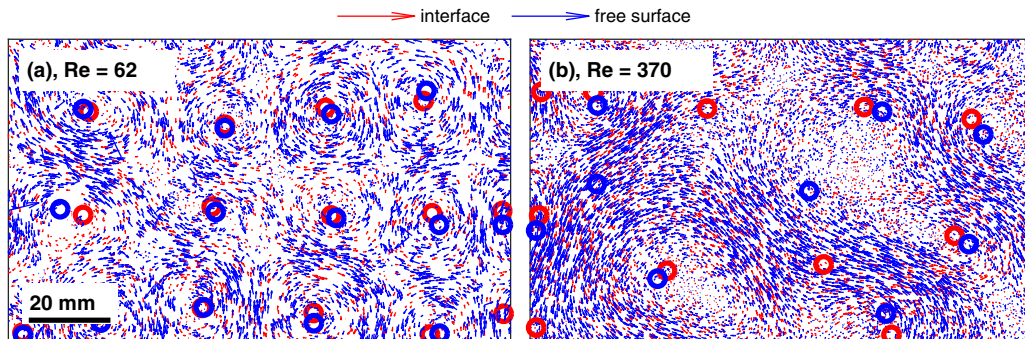 interface free surface
(a), Re = 62 (b), Re = 370
20 mm